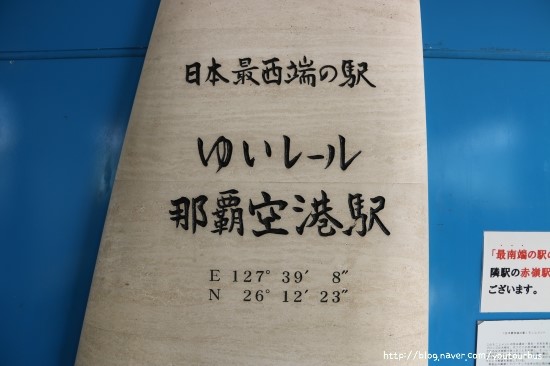 日本最西端の駅
ゆいレール
那覇空港駅
E 127° 39′ 8″
N 26° 12′ 23″
「最南端の駅の
隣駅の赤嶺駅
ございます。
http://blog.naver.com/youtourbus